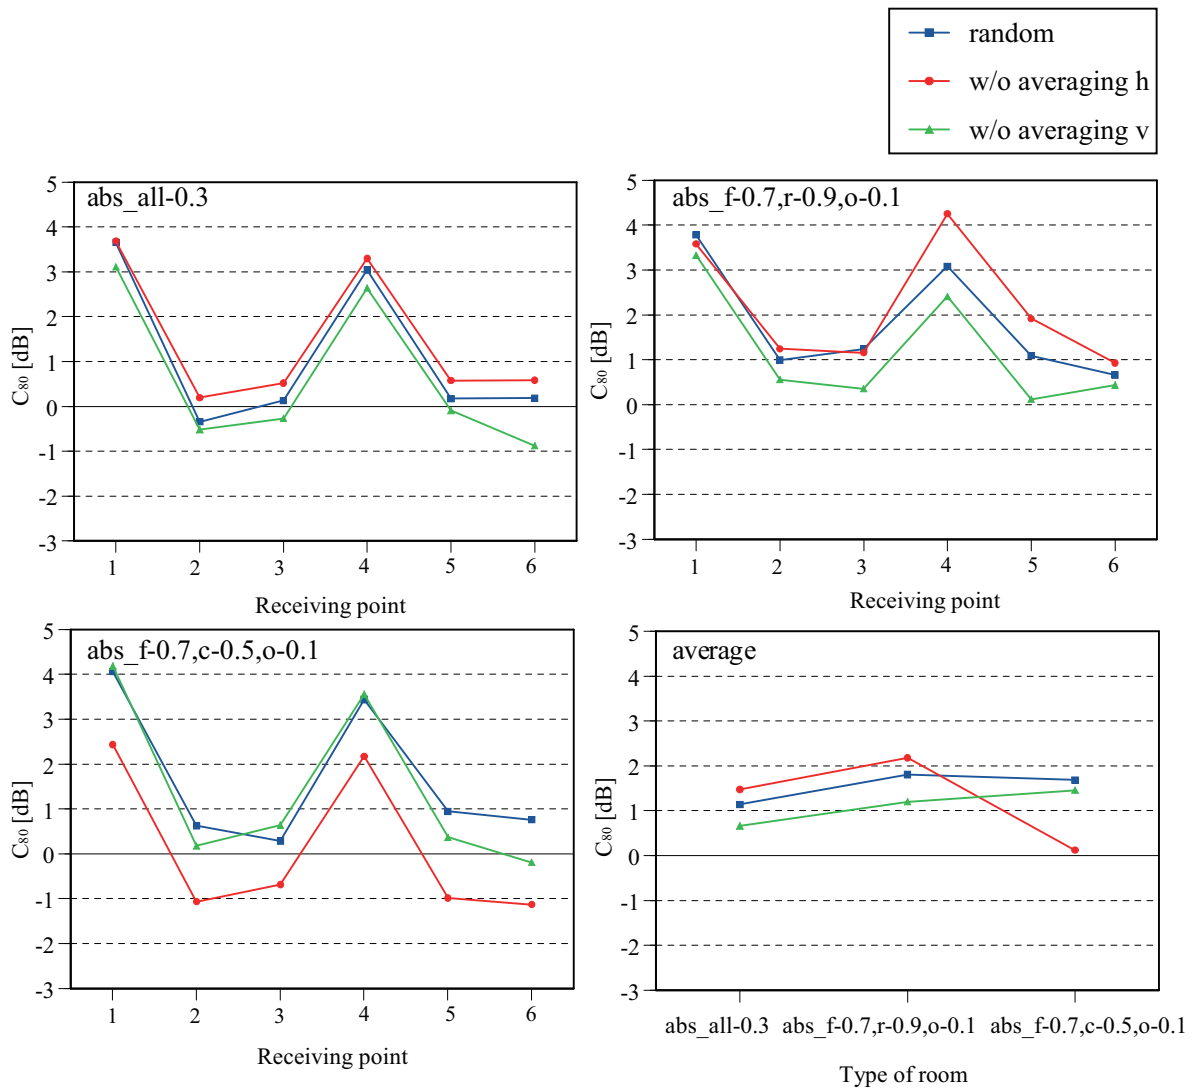 random
w/o averaging h
w/o averaging v
abs_all-0.3
5
4
3
2
1
0
-1
-2
-3
C₈₀ [dB]
1 2 3 4 5 6
Receiving point
abs_f-0.7,r-0.9,o-0.1
5
4
3
2
1
0
-1
-2
-3
C₈₀ [dB]
1 2 3 4 5 6
Receiving point
abs_f-0.7,c-0.5,o-0.1
5
4
3
2
1
0
-1
-2
-3
C₈₀ [dB]
1 2 3 4 5 6
Receiving point
average
5
4
3
2
1
0
-1
-2
-3
C₈₀ [dB]
abs_all-0.3 abs_f-0.7,r-0.9,o-0.1 abs_f-0.7,c-0.5,o-0.1
Type of room